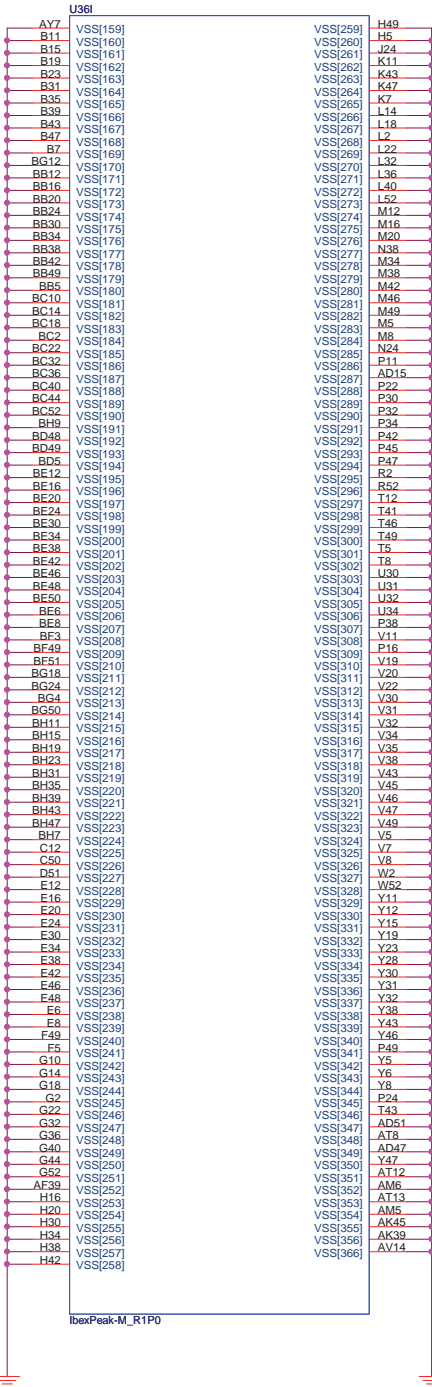 U36I
AY7 VSS[159]
B11 VSS[160]
B15 VSS[161]
B19 VSS[162]
B23 VSS[163]
B31 VSS[164]
B35 VSS[165]
B39 VSS[166]
B43 VSS[167]
B47 VSS[168]
B7 VSS[169]
BG12 VSS[170]
BB12 VSS[171]
BB16 VSS[172]
BB20 VSS[173]
BB24 VSS[174]
BB30 VSS[175]
BB34 VSS[176]
BB38 VSS[177]
BB42 VSS[178]
BB49 VSS[179]
BB5 VSS[180]
BC10 VSS[181]
BC14 VSS[182]
BC18 VSS[183]
BC2 VSS[184]
BC22 VSS[185]
BC32 VSS[186]
BC36 VSS[187]
BC40 VSS[188]
BC44 VSS[189]
BC52 VSS[190]
BH9 VSS[191]
BD48 VSS[192]
BD49 VSS[193]
BD5 VSS[194]
BE12 VSS[195]
BE16 VSS[196]
BE20 VSS[197]
BE24 VSS[198]
BE30 VSS[199]
BE34 VSS[200]
BE38 VSS[201]
BE42 VSS[202]
BE46 VSS[203]
BE48 VSS[204]
BE50 VSS[205]
BE6 VSS[206]
BE8 VSS[207]
BF3 VSS[208]
BF49 VSS[209]
BF51 VSS[210]
BG18 VSS[211]
BG24 VSS[212]
BG4 VSS[213]
BG50 VSS[214]
BH11 VSS[215]
BH15 VSS[216]
BH19 VSS[217]
BH23 VSS[218]
BH31 VSS[219]
BH35 VSS[220]
BH39 VSS[221]
BH43 VSS[222]
BH47 VSS[223]
BH7 VSS[224]
C12 VSS[225]
C50 VSS[226]
D51 VSS[227]
E12 VSS[228]
E16 VSS[229]
E20 VSS[230]
E24 VSS[231]
E30 VSS[232]
E34 VSS[233]
E38 VSS[234]
E42 VSS[235]
E46 VSS[236]
E48 VSS[237]
E6 VSS[238]
E8 VSS[239]
F49 VSS[240]
F5 VSS[241]
G10 VSS[242]
G14 VSS[243]
G18 VSS[244]
G2 VSS[245]
G22 VSS[246]
G32 VSS[247]
G36 VSS[248]
G40 VSS[249]
G44 VSS[250]
G52 VSS[251]
AF39 VSS[252]
H16 VSS[253]
H20 VSS[254]
H30 VSS[255]
H34 VSS[256]
H38 VSS[257]
H42 VSS[258]
VSS[259] H49
VSS[260] H5
VSS[261] J24
VSS[262] K11
VSS[263] K43
VSS[264] K47
VSS[265] K7
VSS[266] L14
VSS[267] L18
VSS[268] L2
VSS[269] L22
VSS[270] L32
VSS[271] L36
VSS[272] L40
VSS[273] L52
VSS[274] M12
VSS[275] M16
VSS[276] M20
VSS[277] N38
VSS[278] M34
VSS[279] M38
VSS[280] M42
VSS[281] M46
VSS[282] M49
VSS[283] M5
VSS[284] M8
VSS[285] N24
VSS[286] P11
VSS[287] AD15
VSS[288] P22
VSS[289] P30
VSS[290] P32
VSS[291] P34
VSS[292] P42
VSS[293] P45
VSS[294] P47
VSS[295] R2
VSS[296] R52
VSS[297] T12
VSS[298] T41
VSS[299] T46
VSS[300] T49
VSS[301] T5
VSS[302] T8
VSS[303] U30
VSS[304] U31
VSS[305] U32
VSS[306] U34
VSS[307] P38
VSS[308] V11
VSS[309] P16
VSS[310] V19
VSS[311] V20
VSS[312] V22
VSS[313] V30
VSS[314] V31
VSS[315] V32
VSS[316] V34
VSS[317] V35
VSS[318] V38
VSS[319] V43
VSS[320] V45
VSS[321] V46
VSS[322] V47
VSS[323] V49
VSS[324] V5
VSS[325] V7
VSS[326] V8
VSS[327] W2
VSS[328] W52
VSS[329] Y11
VSS[330] Y12
VSS[331] Y15
VSS[332] Y19
VSS[333] Y23
VSS[334] Y28
VSS[335] Y30
VSS[336] Y31
VSS[337] Y32
VSS[338] Y38
VSS[339] Y43
VSS[340] Y46
VSS[341] P49
VSS[342] Y5
VSS[343] Y6
VSS[344] Y8
VSS[345] P24
VSS[346] T43
VSS[347] AD51
VSS[348] AT8
VSS[349] AD47
VSS[350] Y47
VSS[351] AT12
VSS[352] AM6
VSS[353] AT13
VSS[354] AM5
VSS[355] AK45
VSS[356] AK39
VSS[366] AV14
IbexPeak-M_R1P0